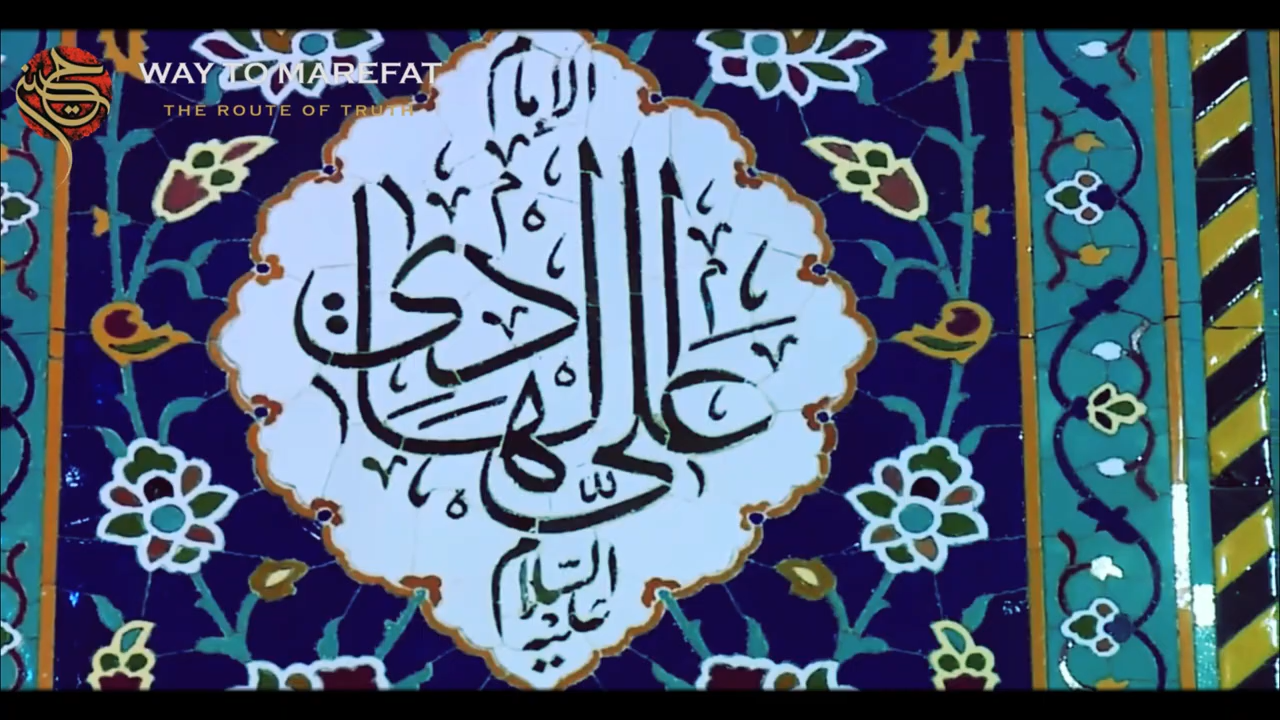 WAY TO MAREFAT
THE ROUTE OF TRUTH
الإمام
علي الهادي
عليه السلام